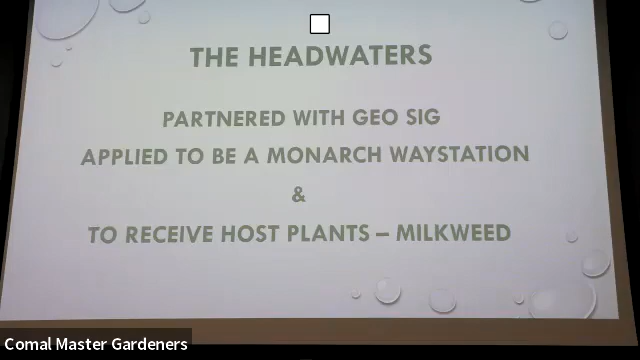 THE HEADWATERS
PARTNERED WITH GEO SIG
APPLIED TO BE A MONARCH WAYSTATION
&
TO RECEIVE HOST PLANTS – MILKWEED
Comal Master Gardeners